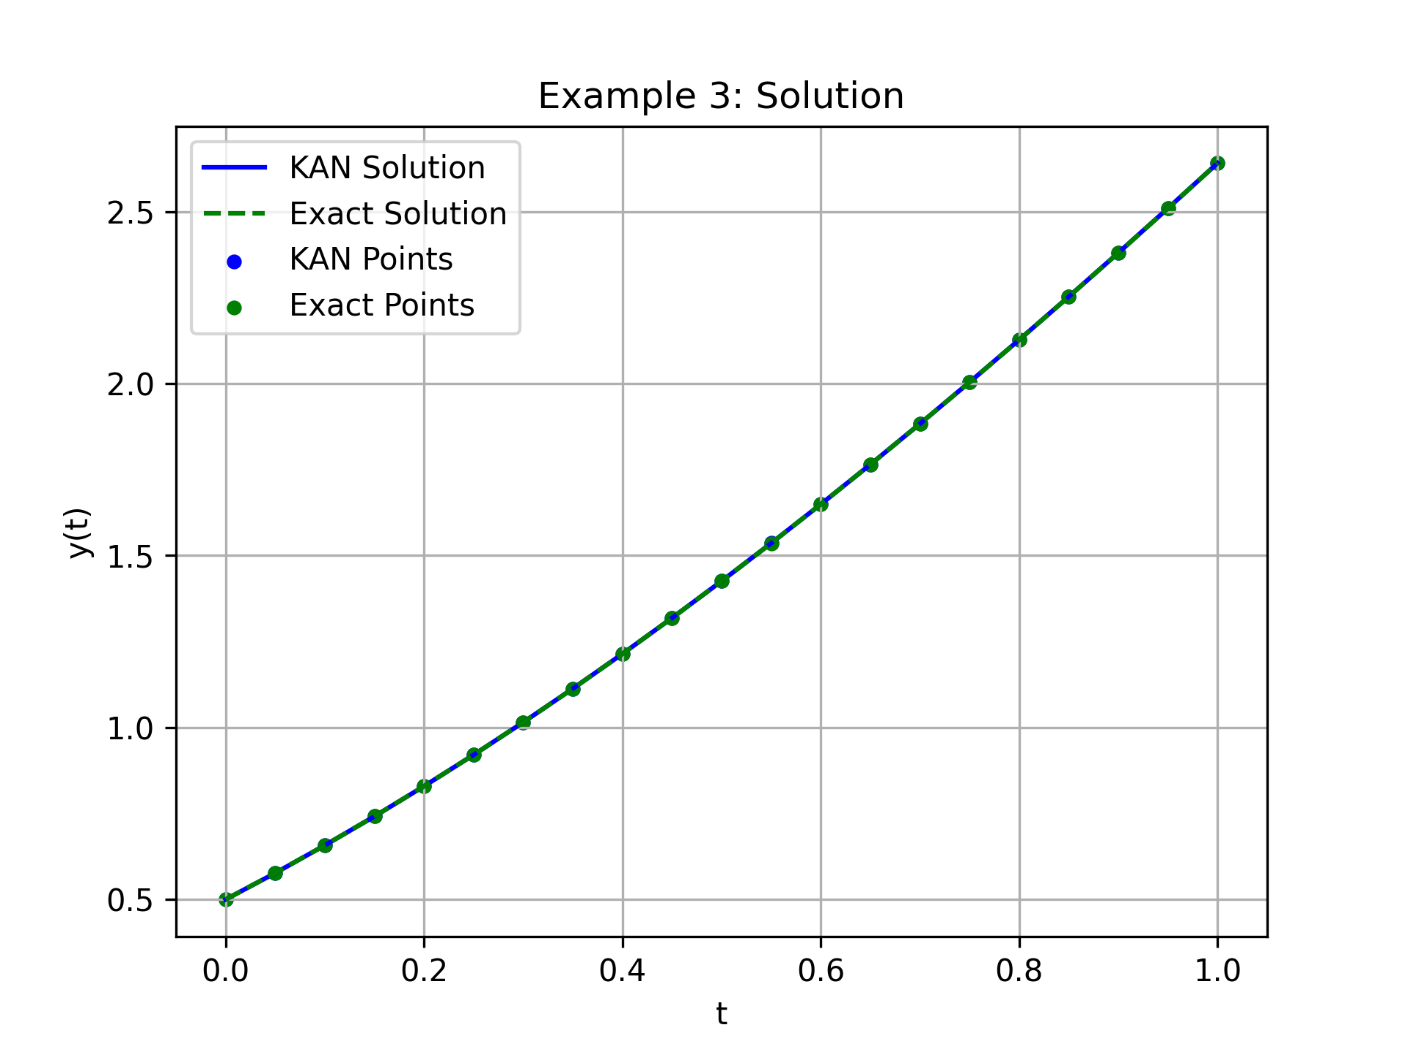 Example 3: Solution
KAN Solution
Exact Solution
KAN Points
Exact Points
2.5
2.0
1.5
1.0
0.5
y(t)
0.0 0.2 0.4 0.6 0.8 1.0
t